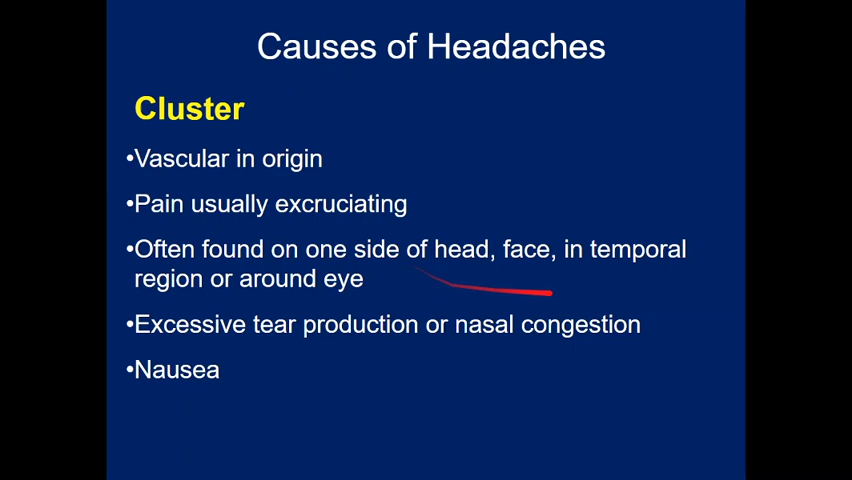 Causes of Headaches
Cluster
•Vascular in origin
•Pain usually excruciating
•Often found on one side of head, face, in temporal
region or around eye
•Excessive tear production or nasal congestion
•Nausea